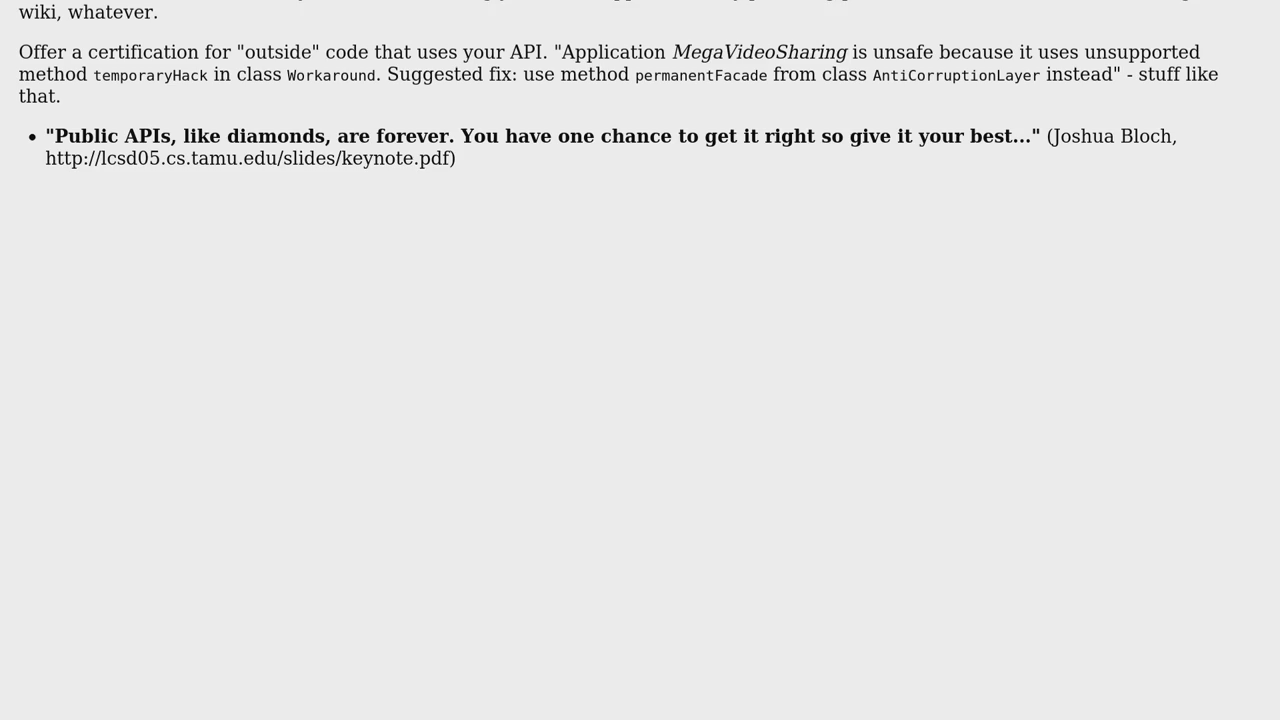 wiki, whatever.
Offer a certification for "outside" code that uses your API. "Application MegaVideoSharing is unsafe because it uses unsupported
method temporaryHack in class Workaround. Suggested fix: use method permanentFacade from class AntiCorruptionLayer instead" - stuff like
that.
• "Public APIs, like diamonds, are forever. You have one chance to get it right so give it your best..." (Joshua Bloch,
http://lcsd05.cs.tamu.edu/slides/keynote.pdf)